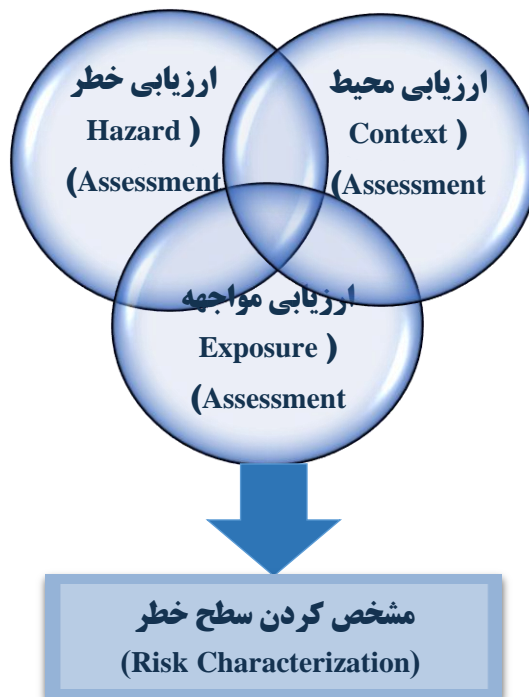 ارزیابی خطر
( Hazard
(Assessment
ارزیابی محیط
( Context
(Assessment
ارزیابی مواجهه
( Exposure
(Assessment
مشخص کردن سطح خطر
(Risk Characterization)